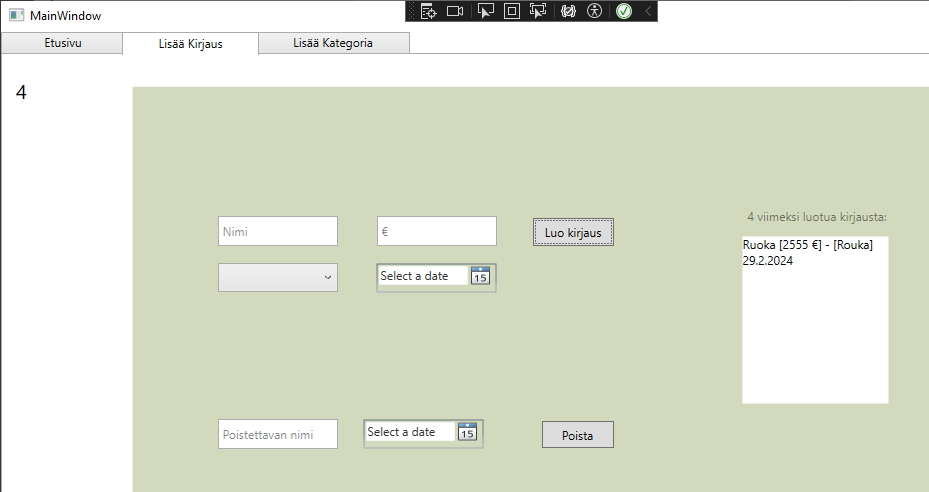 MainWindow
Etusivu
Lisää Kirjaus
Lisää Kategoria
4
4 viimeksi luotua kirjausta:
Nimi
€
Luo kirjaus
Ruoka [2555 €] - [Rouka]
29.2.2024
Select a date
15
Poistettavan nimi
Select a date
15
Poista